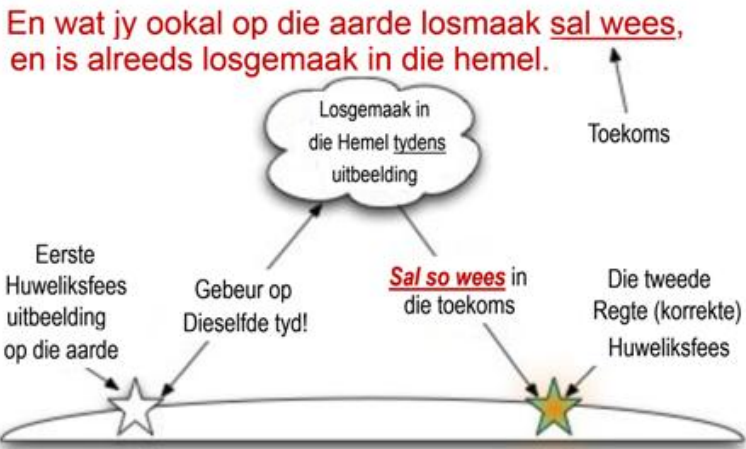 En wat jy ookal op die aarde losmaak sal wees,
en is alreeds losgemaak in die hemel.
Losgemaak in
die Hemel tydens
uitbeelding
Toekoms
Eerste
Huweliksfees
uitbeelding
op die aarde
Gebeur op
Dieselfde tyd!
Sal so wees in
die toekoms
Die tweede
Regte (korrekte)
Huweliksfees